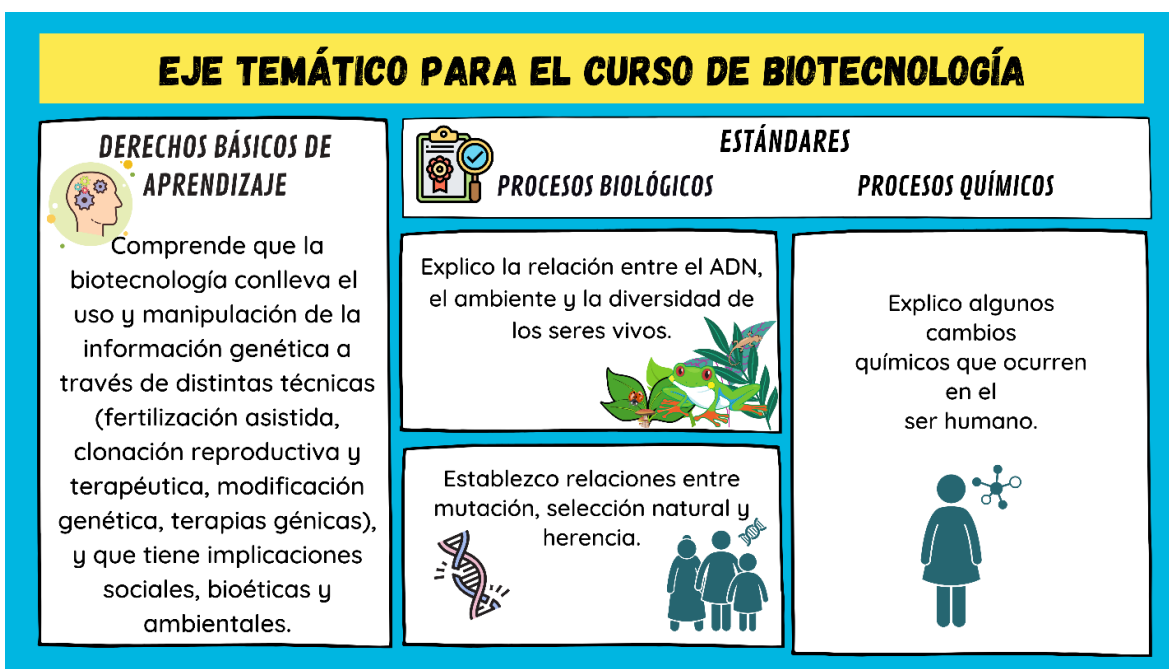 EJE TEMÁTICO PARA EL CURSO DE BIOTECNOLOGÍA
DERECHOS BÁSICOS DE
APRENDIZAJE
Comprende que la
biotecnología conlleva el
uso y manipulación de la
información genética a
través de distintas técnicas
(fertilización asistida,
clonación reproductiva y
terapéutica, modificación
genética, terapias génicas),
y que tiene implicaciones
sociales, bioéticas y
ambientales.
ESTÁNDARES
PROCESOS BIOLÓGICOS
PROCESOS QUÍMICOS
Explico la relación entre el ADN,
el ambiente y la diversidad de
los seres vivos.
Establezco relaciones entre
mutación, selección natural y
herencia.
Explico algunos
cambios
químicos que ocurren
en el
ser humano.